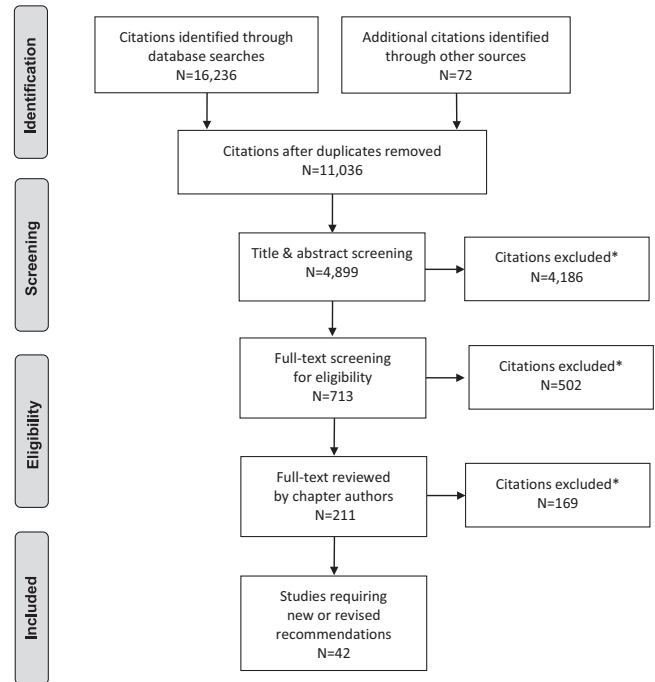 Identification
Citations identified through
database searches
N=16,236
Additional citations identified
through other sources
N=72
Citations after duplicates removed
N=11,036
Screening
Title & abstract screening
N=4,899
Citations excluded*
N=4,186
Eligibility
Full-text screening
for eligibility
N=713
Citations excluded*
N=502
Full-text reviewed
by chapter authors
N=211
Citations excluded*
N=169
Included
Studies requiring
new or revised
recommendations
N=42